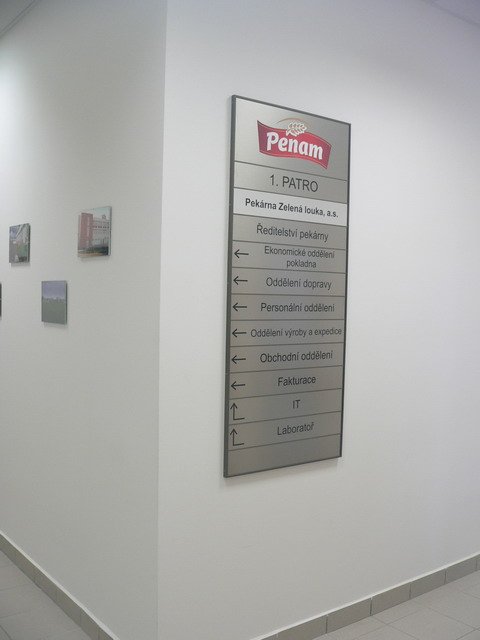 Penam
1. PATRO
Pekárna Zelená louka, a.s.
Ředitelství pekárny
Ekonomické oddělení
pokladna
Oddělení dopravy
Personální oddělení
Oddělení výroby a expedice
Obchodní oddělení
Fakturace
IT
Laboratoř